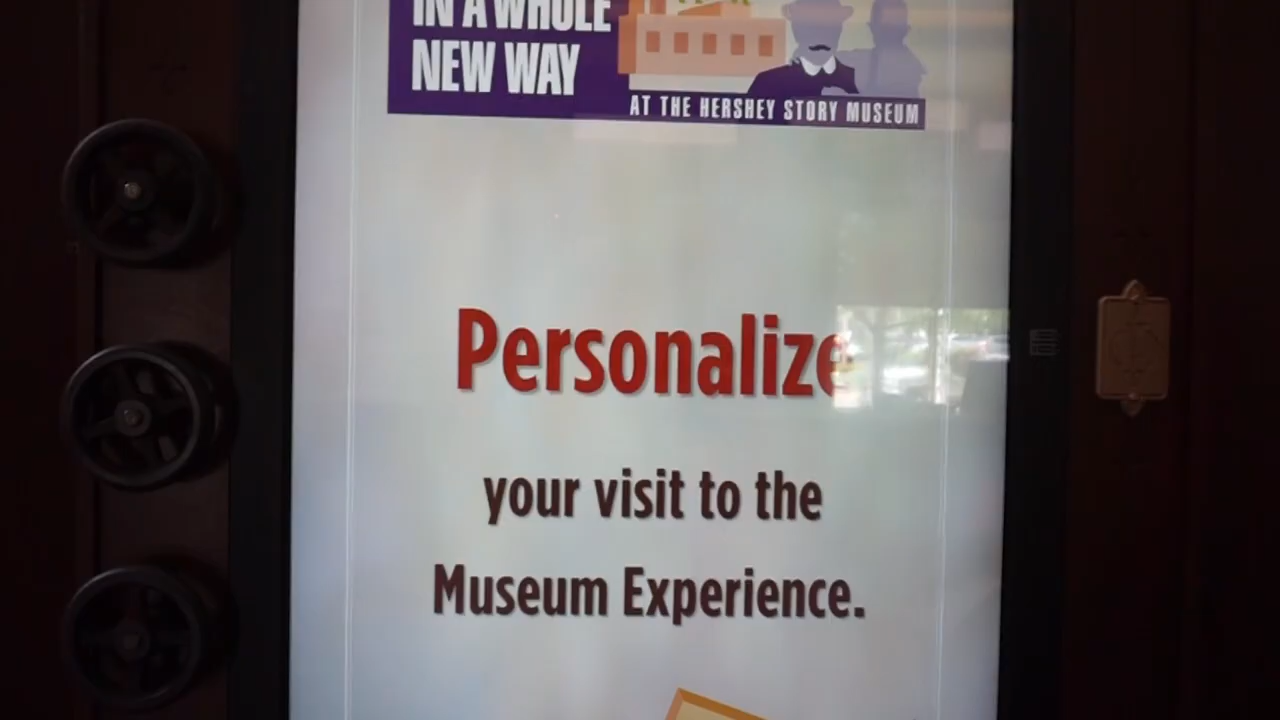 IN A WHOLE
NEW WAY
AT THE HERSHEY STORY MUSEUM
Personalize
your visit to the
Museum Experience.